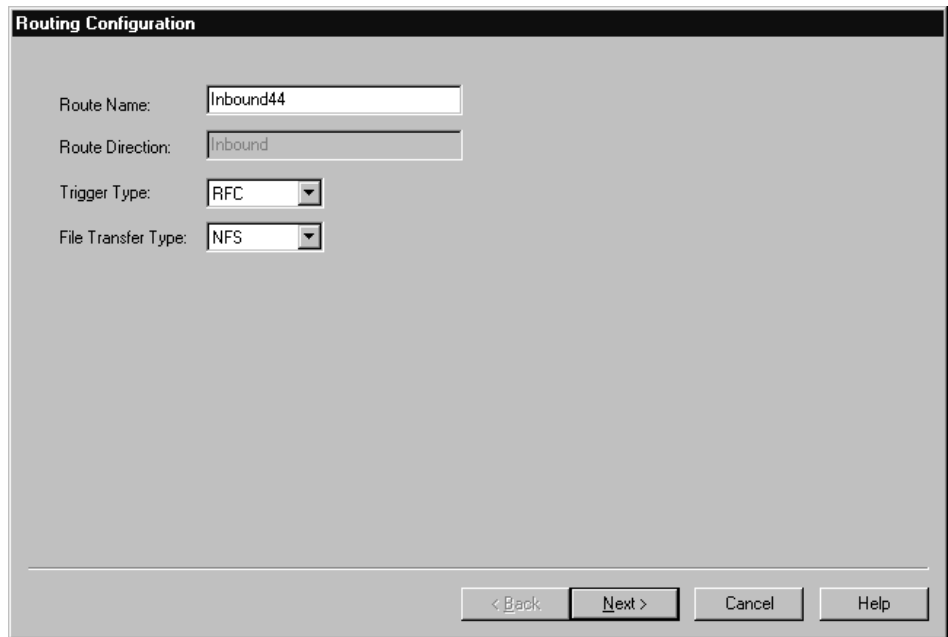 Routing Configuration
Route Name: Inbound44
Route Direction: Inbound
Trigger Type: RFC
File Transfer Type: NFS
< Back Next > Cancel Help